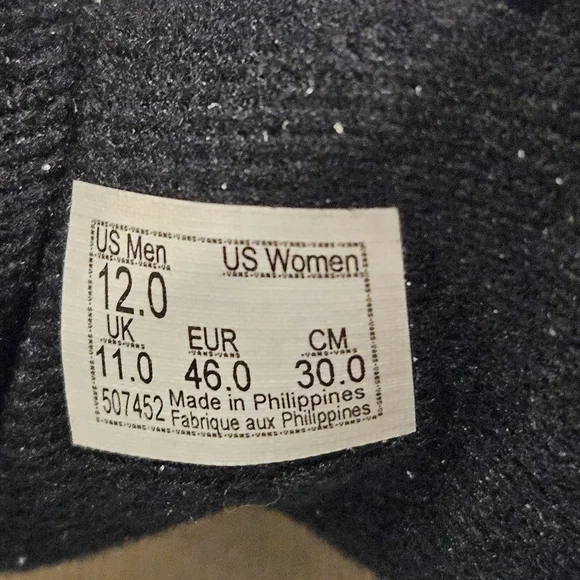 US Men US Women
12.0
UK EUR CM
11.0 46.0 30.0
507452 Made in Philippines
Fabrique aux Philippines